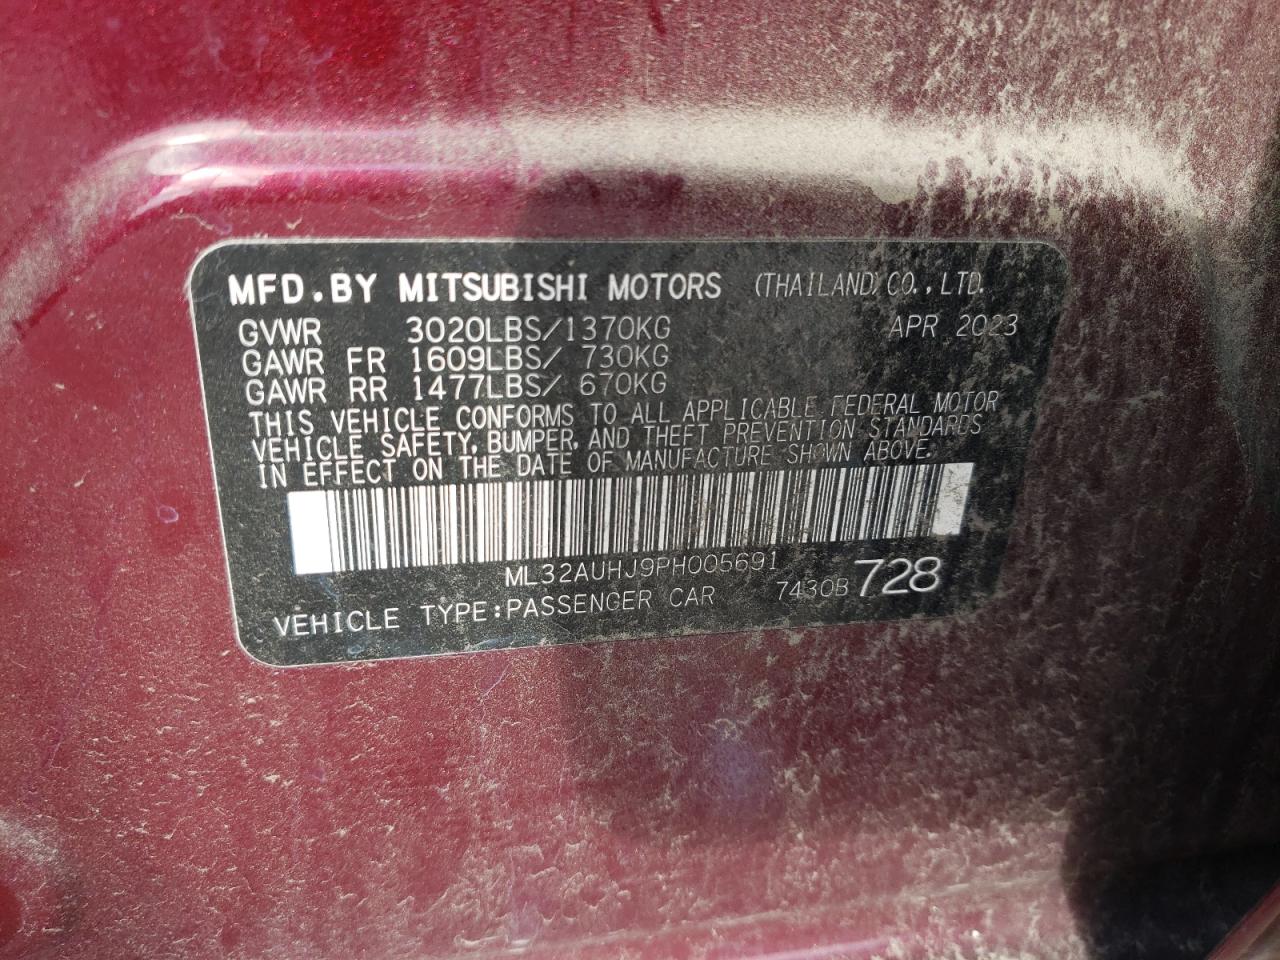 MFD.BY MITSUBISHI MOTORS (THAILAND) CO.,LTD.
GVWR 3020LBS/1370KG APR 2023
GAWR FR 1609LBS/ 730KG
GAWR RR 1477LBS/ 670KG
THIS VEHICLE CONFORMS TO ALL APPLICABLE FEDERAL MOTOR
VEHICLE SAFETY, BUMPER, AND THEFT PREVENTION STANDARDS
IN EFFECT ON THE DATE OF MANUFACTURE SHOWN ABOVE.
ML32AUHJ9PH005691
VEHICLE TYPE:PASSENGER CAR 7430B 728